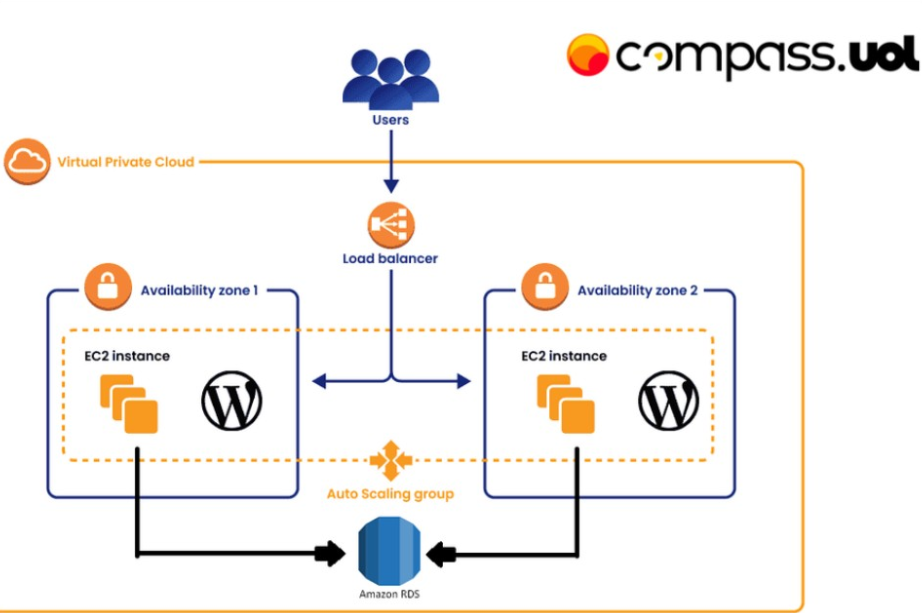 compass.uol
Users
Virtual Private Cloud
Load balancer
Availability zone 1
Availability zone 2
EC2 instance
EC2 instance
Auto Scaling group
Amazon RDS